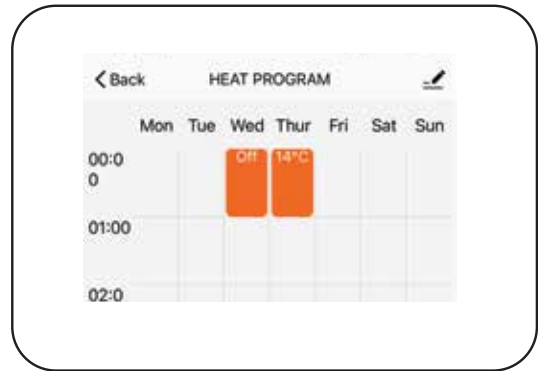 Back HEAT PROGRAM
Mon Tue Wed Thur Fri Sat Sun
00:0
0
Off 14°C
01:00
02:0